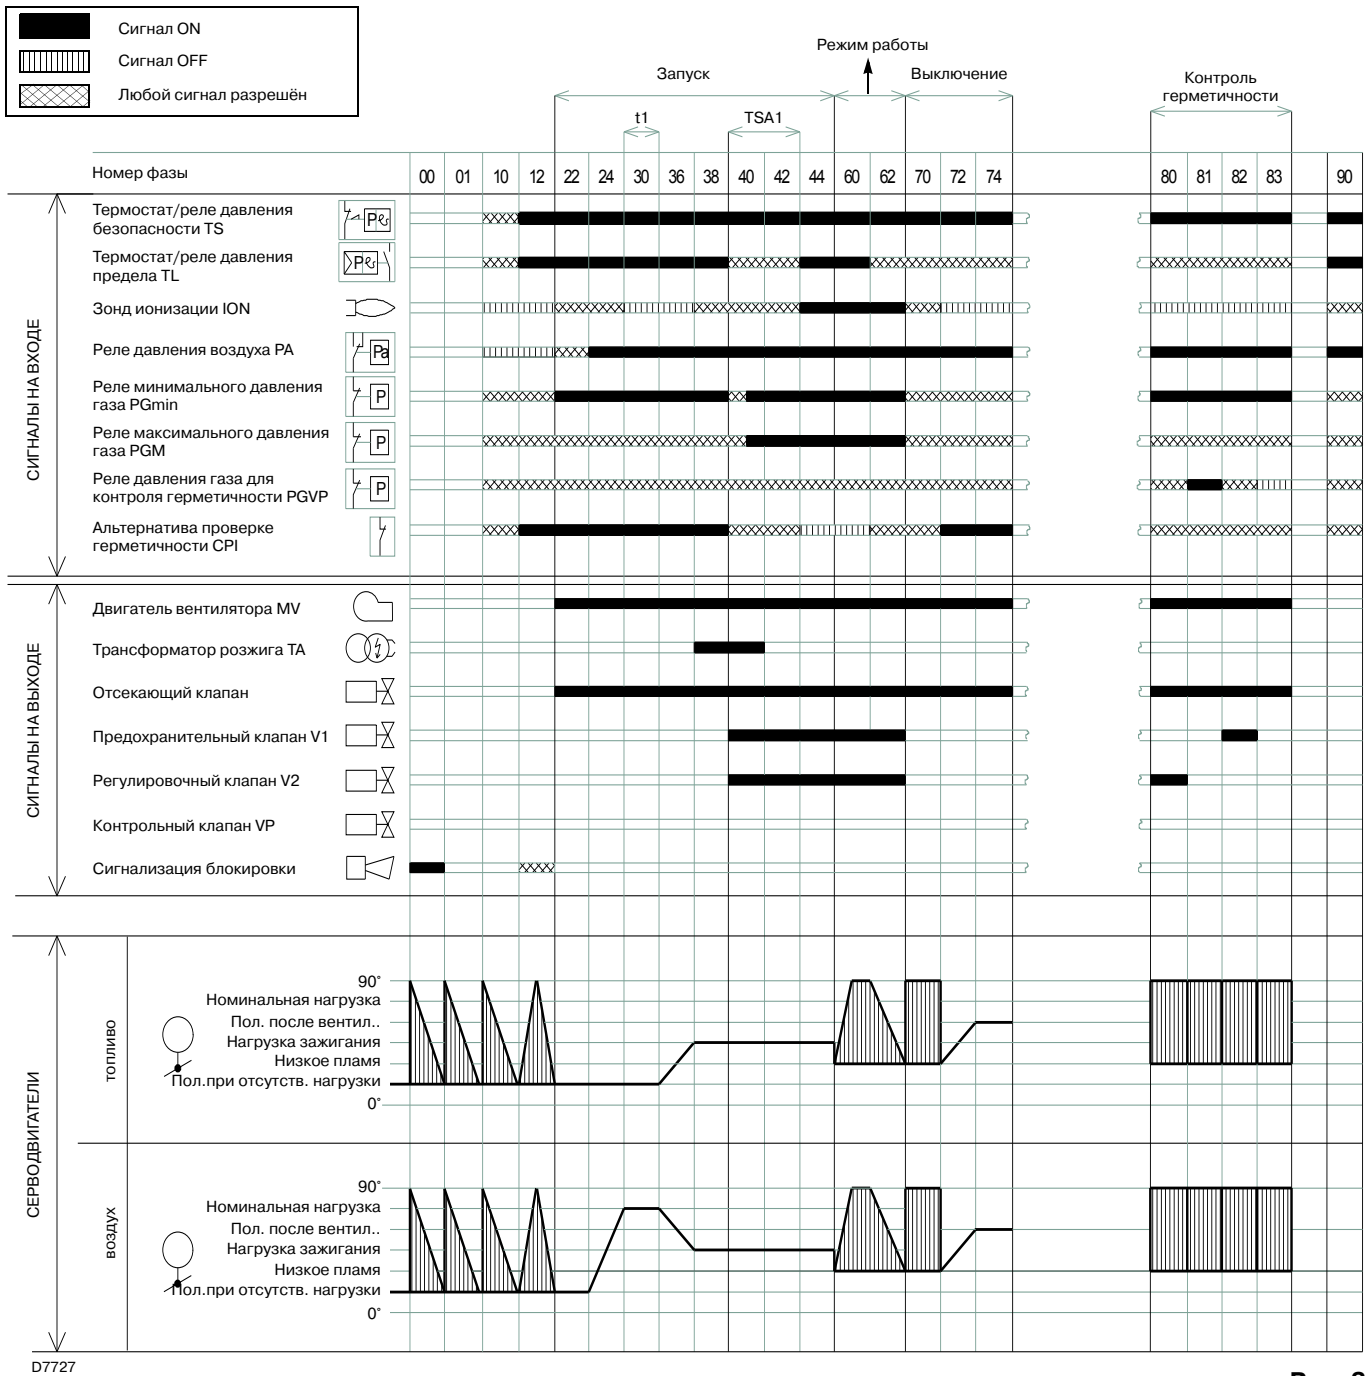 Сигнал ON
Сигнал OFF
Любой сигнал разрешён
Режим работы
Запуск
Выключение
Контроль
герметичности
t1
TSA1
Номер фазы
00 01 10 12 22 24 30 36 38 40 42 44 60 62 70 72 74 80 81 82 83 90
СИГНАЛЫ НА ВХОДЕ
Термостат/реле давления
безопасности TS
P
Термостат/реле давления
предела TL
P
Зонд ионизации ION
Реле давления воздуха PA
Pa
Реле минимального давления
газа PGmin
P
Реле максимального давления
газа PGM
P
Реле давления газа для
контроля герметичности PGVP
P
Альтернатива проверке
герметичности CPI
СИГНАЛЫ НА ВЫХОДЕ
Двигатель вентилятора MV
Трансформатор розжига TA
Отсекающий клапан
Предохранительный клапан V1
Регулировочный клапан V2
Контрольный клапан VP
Сигнализация блокировки
СЕРВОДВИГАТЕЛИ
топливо
90°
Номинальная нагрузка
Пол. после вентил..
Нагрузка зажигания
Низкое пламя
Пол.при отсутств. нагрузки
0°
воздух
90°
Номинальная нагрузка
Пол. после вентил..
Нагрузка зажигания
Низкое пламя
Пол.при отсутств. нагрузки
0°
D7727